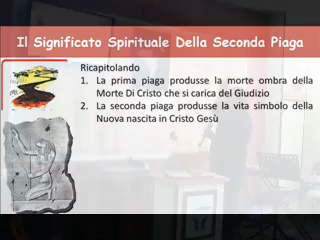 Il Significato Spirituale Della Seconda Piaga
Ricapitolando
1. La prima piaga produsse la morte ombra della
Morte Di Cristo che si carica del Giudizio
2. La seconda piaga produsse la vita simbolo della
Nuova nascita in Cristo Gesù